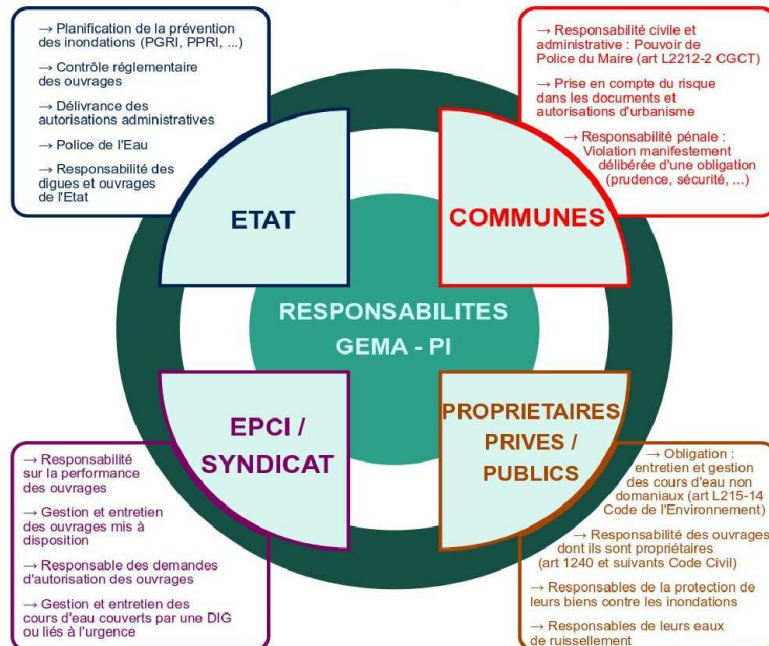 → Planification de la prévention
des inondations (PGRI, PPRI, ...)
→ Contrôle réglementaire
des ouvrages
→ Délivrance des
autorisations administratives
→ Police de l'Eau
→ Responsabilité des
digues et ouvrages
de l'Etat
ETAT
→ Responsabilité civile et
administrative : Pouvoir de
Police du Maire (art L2212-2 CGCT)
→ Prise en compte du risque
dans les documents et
autorisations d'urbanisme
→ Responsabilité pénale :
Violation manifestement
délibérée d'une obligation
(prudence, sécurité, ...)
COMMUNES
RESPONSABILITES
GEMA - PI
EPCI /
SYNDICAT
→ Responsabilité
sur la performance
des ouvrages
→ Gestion et entretien
des ouvrages mis à
disposition
→ Responsable des demandes
d'autorisation des ouvrages
→ Gestion et entretien des
cours d'eau couverts par une DIG
ou liés à l'urgence
PROPRIETAIRES
PRIVES /
PUBLICS
→ Obligation :
entretien et gestion
des cours d'eau non
domaniaux (art L215-14
Code de l'Environnement)
→ Responsabilité des ouvrages
dont ils sont propriétaires
(art 1240 et suivants Code Civil)
→ Responsables de la protection de
leurs biens contre les inondations
→ Responsables de leurs eaux
de ruissellement